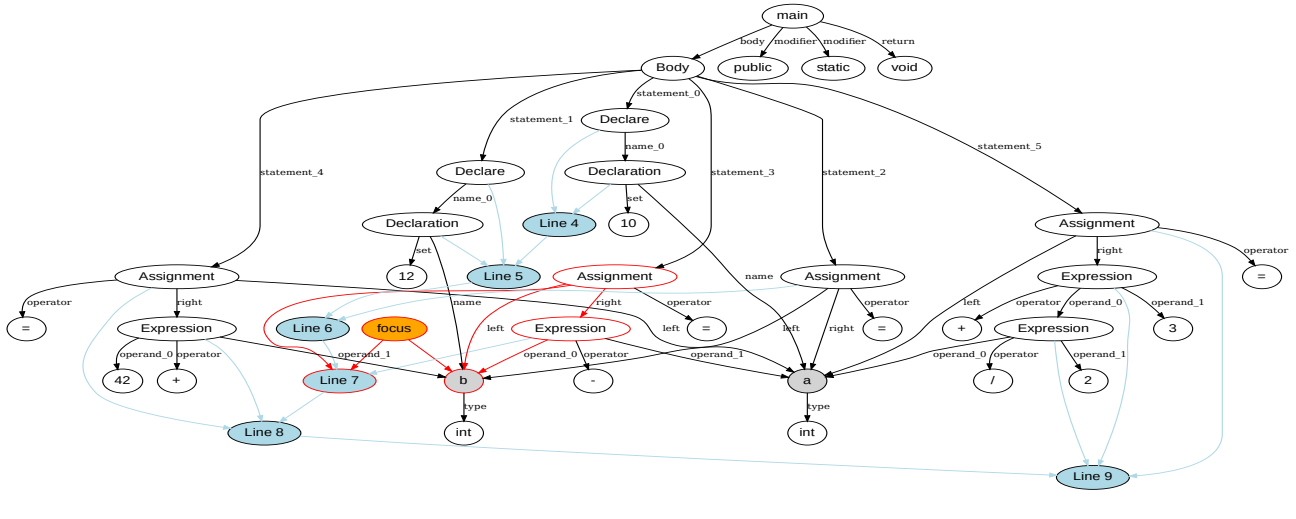 main
body modifier modifier return
Body public static void
statement_0
statement_1 Declare
name_0 statement_5
statement_4 Declare Declaration statement_3 statement_2
name_0 set
Declaration Line 4 10 Assignment
set right operator
Assignment 12 Line 5 Assignment name Assignment Expression =
operator right name right operator left operator operator operand_0 operand_1
= Expression Line 6 focus left Expression left = left right = + Expression 3
operand_0 operator operand_1 operand_0 operator operand_1 operand_0 operator operand_1
42 + Line 7 b - a / 2
type type
Line 8 int int
Line 9